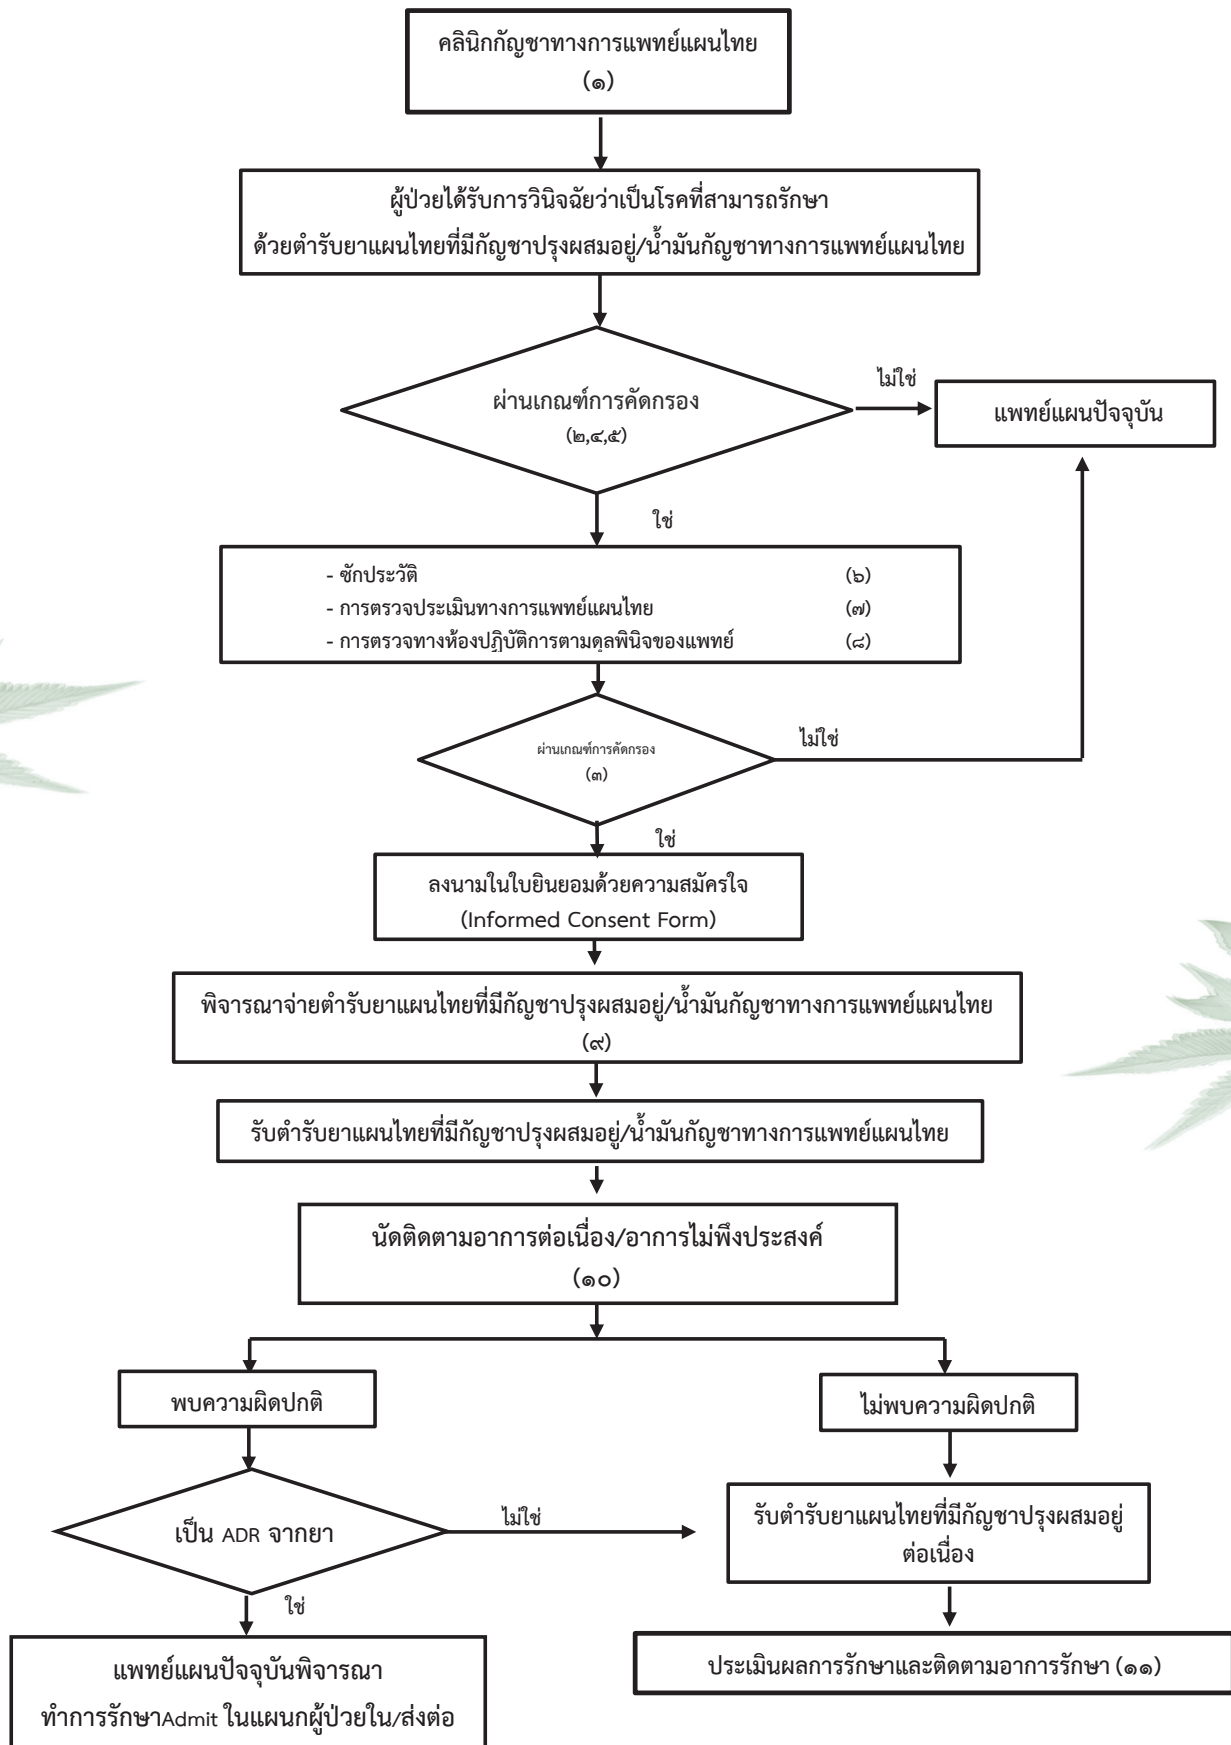 คลินิกกัญชาทางการแพทย์แผนไทย
(๑)
ผู้ป่วยได้รับการวินิจฉัยว่าเป็นโรคที่สามารถรักษา
ด้วยตำรับยาแผนไทยที่มีกัญชาปรุงผสมอยู่/น้ำมันกัญชาทางการแพทย์แผนไทย
ผ่านเกณฑ์การคัดกรอง
(๒,๔,๕)
ไม่ใช่
แพทย์แผนปัจจุบัน
ใช่
- ซักประวัติ (๖)
- การตรวจประเมินทางการแพทย์แผนไทย (๗)
- การตรวจทางห้องปฏิบัติการตามดุลพินิจของแพทย์ (๘)
ผ่านเกณฑ์การคัดกรอง
(๓)
ไม่ใช่
ใช่
ลงนามในใบยินยอมด้วยความสมัครใจ
(Informed Consent Form)
พิจารณาจ่ายตำรับยาแผนไทยที่มีกัญชาปรุงผสมอยู่/น้ำมันกัญชาทางการแพทย์แผนไทย
(๙)
รับตำรับยาแผนไทยที่มีกัญชาปรุงผสมอยู่/น้ำมันกัญชาทางการแพทย์แผนไทย
นัดติดตามอาการต่อเนื่อง/อาการไม่พึงประสงค์
(๑๐)
พบความผิดปกติ
ไม่พบความผิดปกติ
เป็น ADR จากยา
ไม่ใช่
รับตำรับยาแผนไทยที่มีกัญชาปรุงผสมอยู่
ต่อเนื่อง
ใช่
แพทย์แผนปัจจุบันพิจารณา
ทำการรักษาAdmit ในแผนกผู้ป่วยใน/ส่งต่อ
ประเมินผลการรักษาและติดตามอาการรักษา (๑๑)